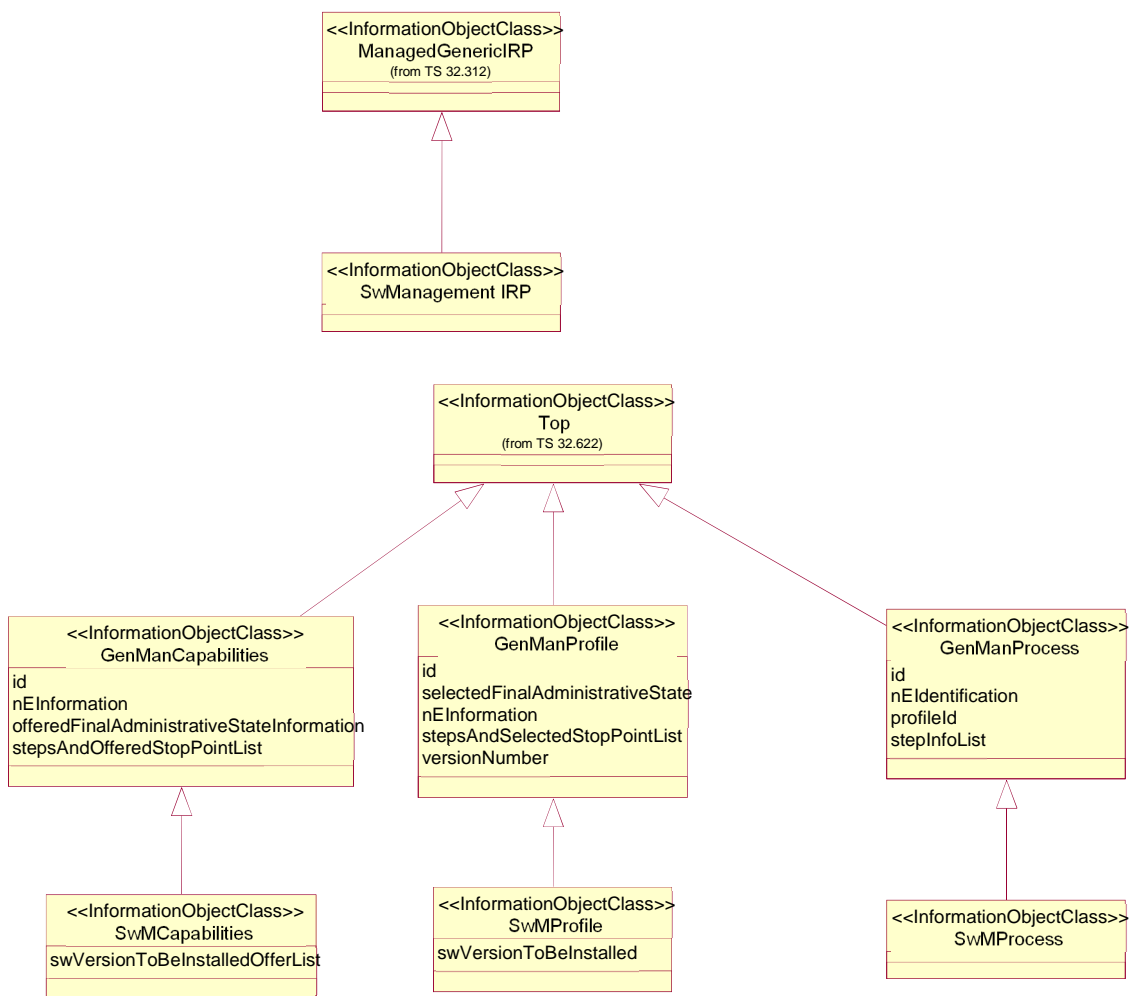 <<InformationObjectClass>>
ManagedGenericIRP
(from TS 32.312)
<<InformationObjectClass>>
SwManagement IRP
<<InformationObjectClass>>
Top
(from TS 32.622)
<<InformationObjectClass>>
GenManCapabilities
id
nEInformation
offeredFinalAdministrativeStateInformation
stepsAndOfferedStopPointList
<<InformationObjectClass>>
GenManProfile
id
selectedFinalAdministrativeState
nEInformation
stepsAndSelectedStopPointList
versionNumber
<<InformationObjectClass>>
GenManProcess
id
nEIdentification
profileId
stepInfoList
<<InformationObjectClass>>
SwMCapabilities
swVersionToBeInstalledOfferList
<<InformationObjectClass>>
SwMProfile
swVersionToBeInstalled
<<InformationObjectClass>>
SwMProcess